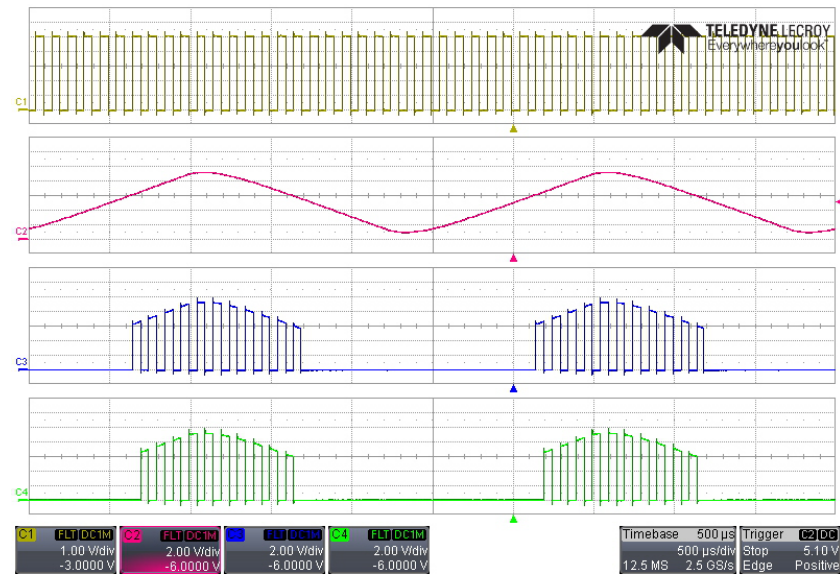 TELEDYNE LECROY
Everywhereyoulook™
C1
C2
C3
C4
C1 FLT DC1M
1.00 V/div
-3.0000 V
C2 FLT DC1M
2.00 V/div
-6.0000 V
FLT DC1M
2.00 V/div
-6.0000 V
C4 FLT DC1M
2.00 V/div
-6.0000 V
Timebase 500 µs
500 µs/div
12.5 MS 2.5 GS/s
Trigger C2 DC
Stop 5.10 V
Edge Positive